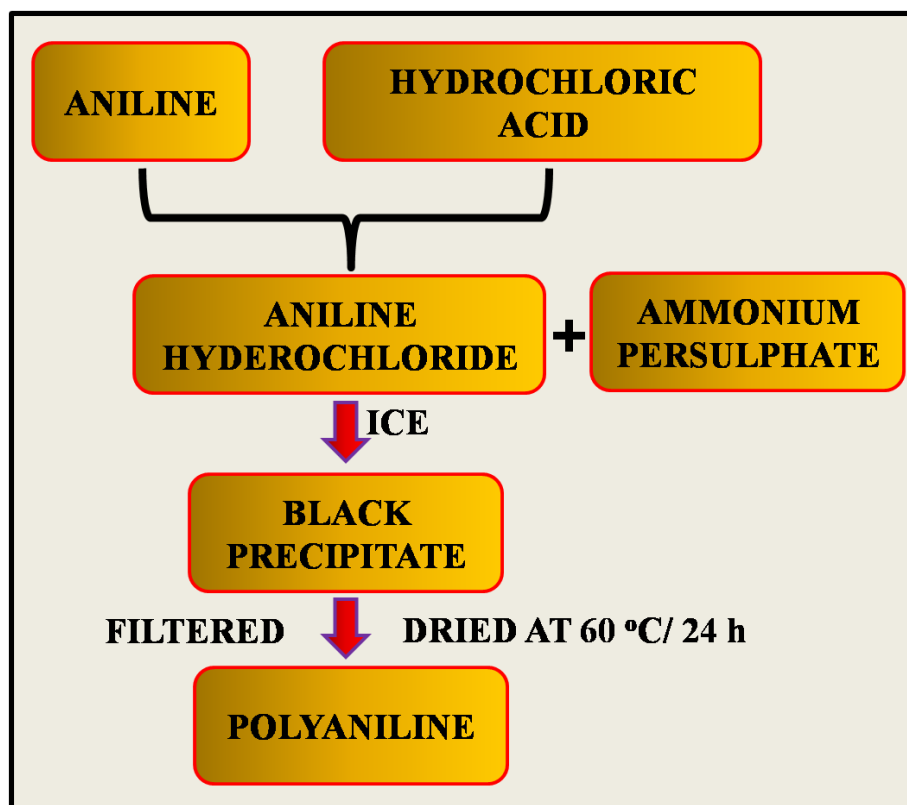 ANILINE
HYDROCHLORIC
ACID
ANILINE
HYDEROCHLORIDE
+
AMMONIUM
PERSULPHATE
ICE
BLACK
PRECIPITATE
FILTERED
DRIED AT 60 ºC/ 24 h
POLYANILINE